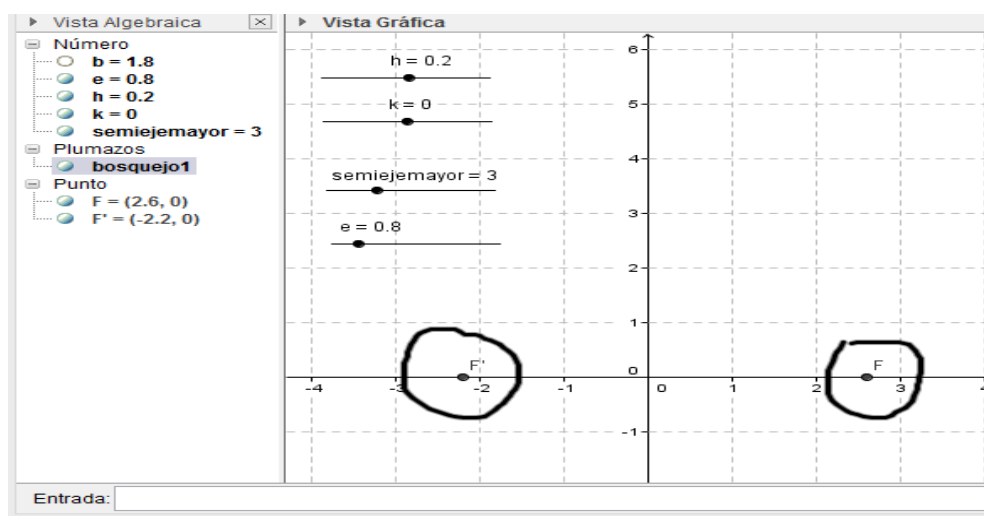 Vista Algebraica
Vista Gráfica
Número
b = 1.8
e = 0.8
h = 0.2
k = 0
semiejemayor = 3
Plumazos
bosquejo1
Punto
F = (2.6, 0)
F' = (-2.2, 0)
h = 0.2
k = 0
semiejemayor = 3
e = 0.8
6
5
4
3
2
1
0
-1
-4
-3
-2
-1
0
1
2
3
4
F'
F
Entrada: